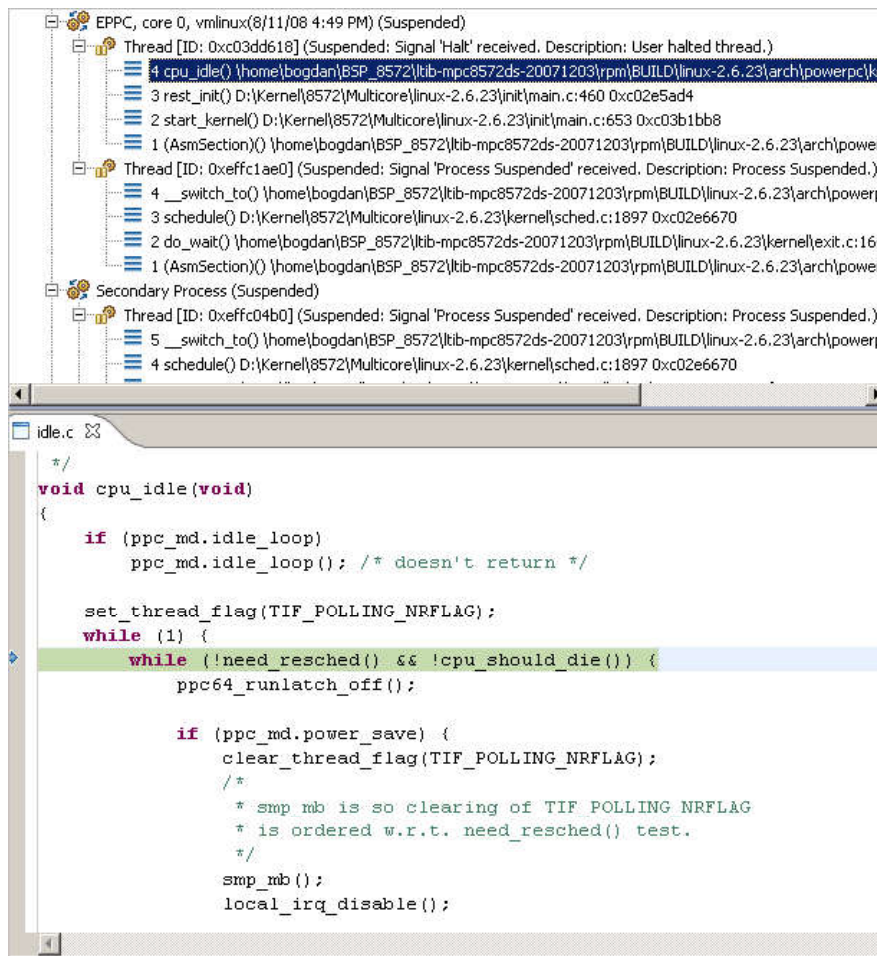 EPPC, core 0, vmlinux(8/11/08 4:49 PM) (Suspended)
Thread [ID: 0xc03dd618] (Suspended: Signal 'Halt' received. Description: User halted thread.)
4 cpu_idle() \home\bogdan\BSP_8572\ltib-mpc8572ds-20071203\rpm\BUILD\linux-2.6.23\arch\powerpc\k
3 rest_init() D:\Kernel\8572\Multicore\linux-2.6.23\init\main.c:460 0xc02e5ad4
2 start_kernel() D:\Kernel\8572\Multicore\linux-2.6.23\init\main.c:653 0xc03b1bb8
1 (AsmSection)() \home\bogdan\BSP_8572\ltib-mpc8572ds-20071203\rpm\BUILD\linux-2.6.23\arch\power
Thread [ID: 0xeffc1ae0] (Suspended: Signal 'Process Suspended' received. Description: Process Suspended.)
4 __switch_to() \home\bogdan\BSP_8572\ltib-mpc8572ds-20071203\rpm\BUILD\linux-2.6.23\arch\powerp
3 schedule() D:\Kernel\8572\Multicore\linux-2.6.23\kernel\sched.c:1897 0xc02e6670
2 do_wait() \home\bogdan\BSP_8572\ltib-mpc8572ds-20071203\rpm\BUILD\linux-2.6.23\kernel\exit.c:16
1 (AsmSection)() \home\bogdan\BSP_8572\ltib-mpc8572ds-20071203\rpm\BUILD\linux-2.6.23\arch\power
Secondary Process (Suspended)
Thread [ID: 0xeffc04b0] (Suspended: Signal 'Process Suspended' received. Description: Process Suspended.)
5 __switch_to() \home\bogdan\BSP_8572\ltib-mpc8572ds-20071203\rpm\BUILD\linux-2.6.23\arch\powerp
4 schedule() D:\Kernel\8572\Multicore\linux-2.6.23\kernel\sched.c:1897 0xc02e6670
idle.c
*/
void cpu_idle(void)
{
if (ppc_md.idle_loop)
ppc_md.idle_loop(); /* doesn't return */
set_thread_flag(TIF_POLLING_NRFLAG);
while (1) {
while (!need_resched() && !cpu_should_die()) {
ppc64_runlatch_off();
if (ppc_md.power_save) {
clear_thread_flag(TIF_POLLING_NRFLAG);
/*
* smp_mb is so clearing of TIF_POLLING_NRFLAG
* is ordered w.r.t. need_resched() test.
*/
smp_mb();
local_irq_disable();